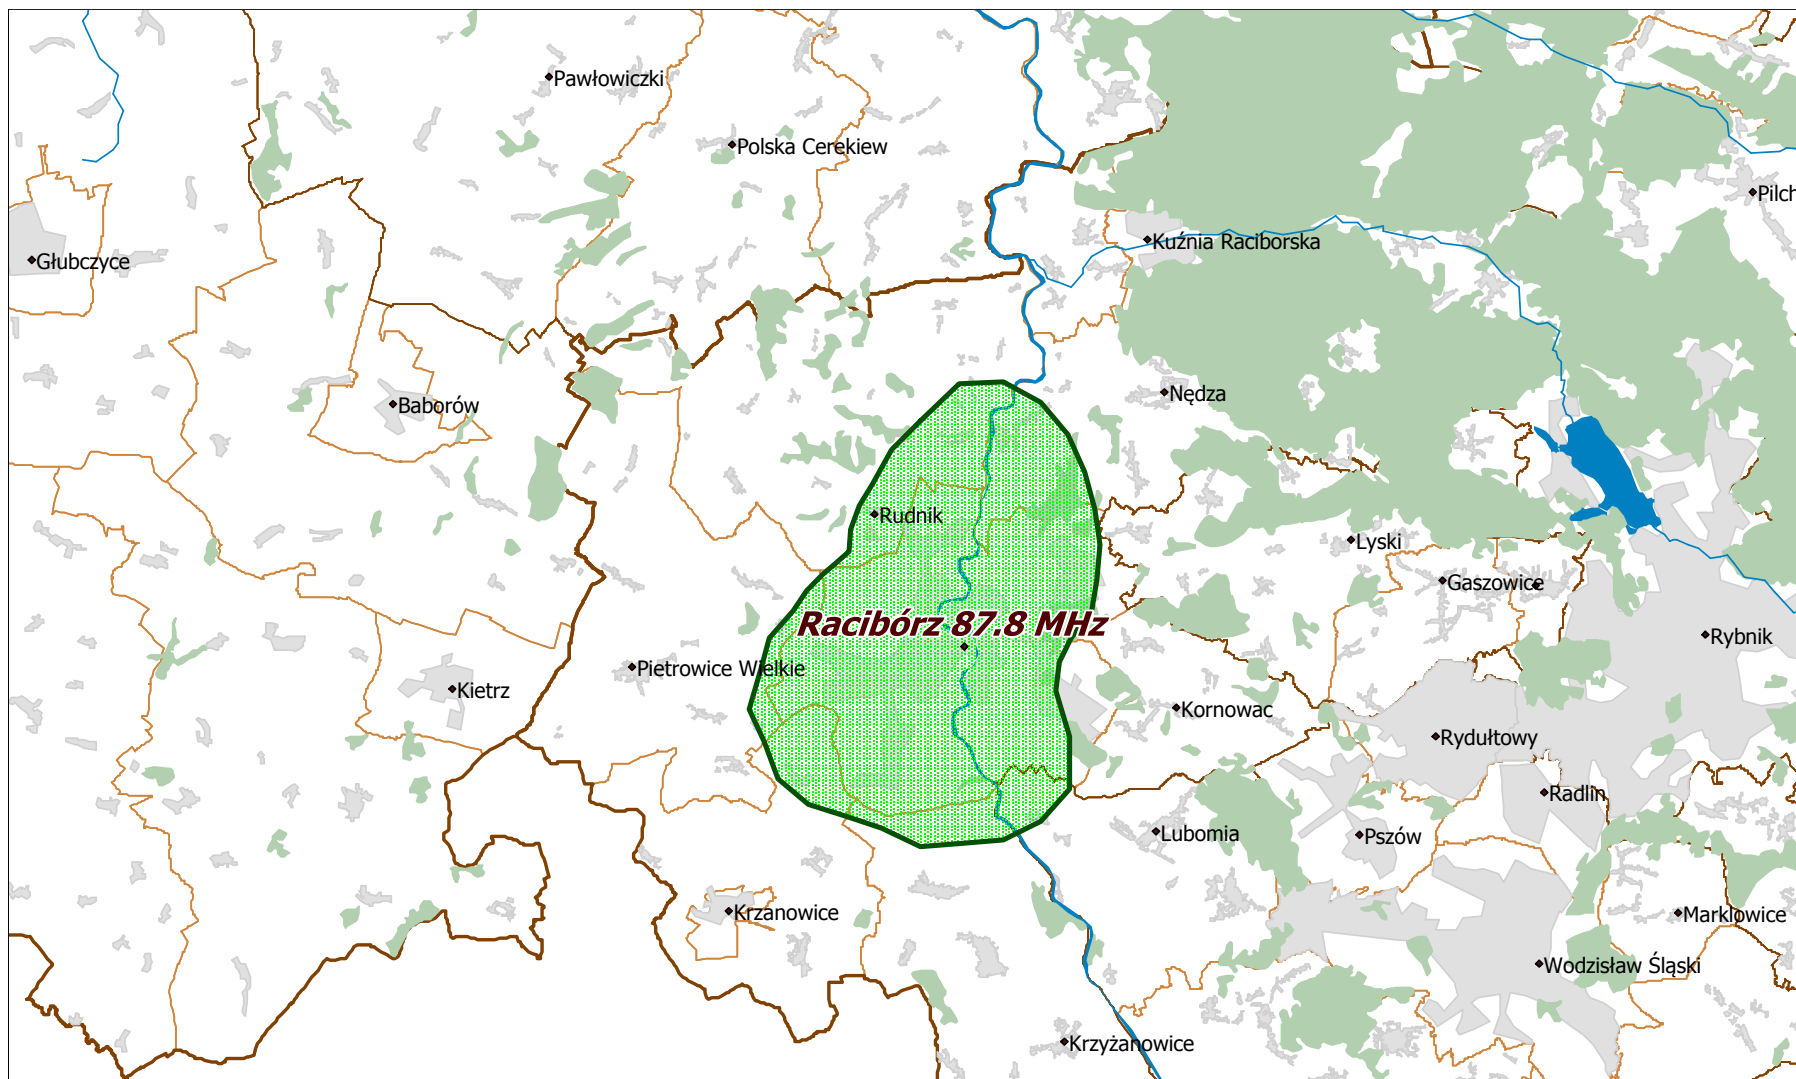 Pawłowiczki
Polska Cerekiew
Pilch
Kuźnia Raciborska
Głubczyce
Nędza
Baborów
Rudnik
Lyski
Gaszowice
Racibórz 87.8 MHz
Rybnik
Pietrowice Wielkie
Kietrz
Kornowac
Rydułtowy
Radlin
Lubomia
Pszów
Krzanowice
Marklowice
Wodzisław Śląski
Krzyżanowice